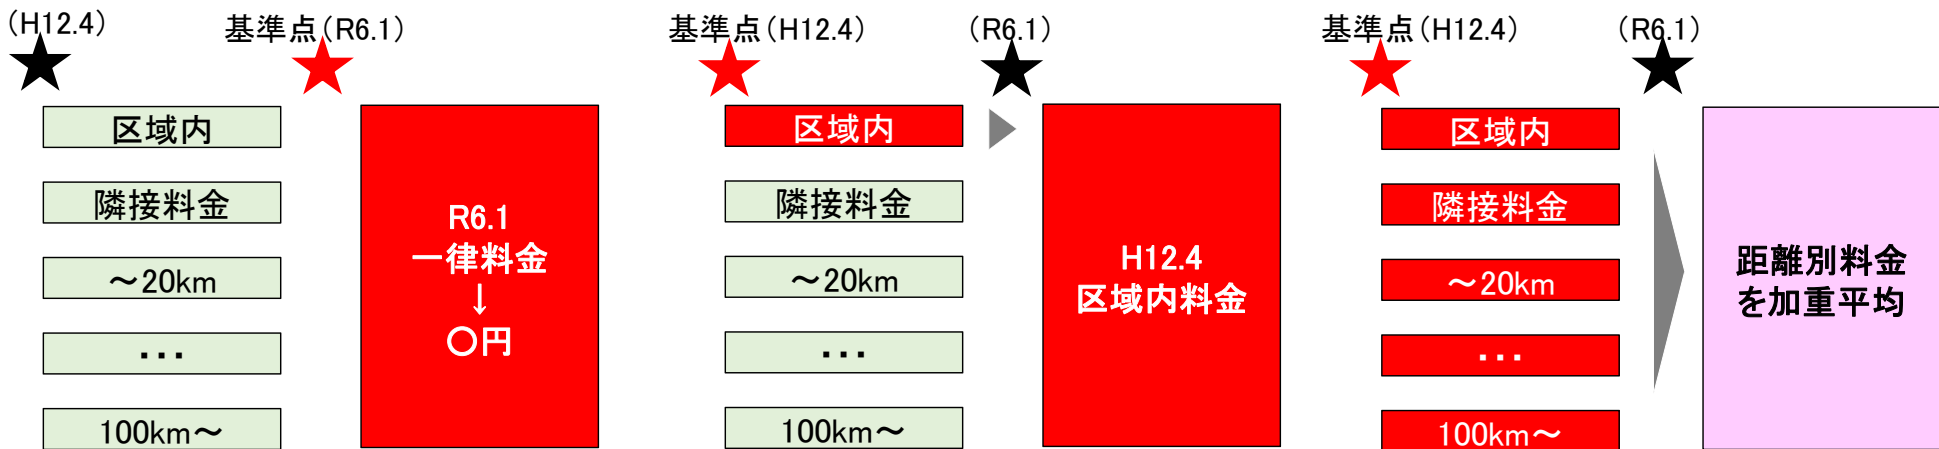 (H12.4)
基準点(R6.1)
区域内
隣接料金
～20km
・・・
100km～
R6.1
一律料金
↓
〇円
基準点(H12.4)
(R6.1)
区域内
隣接料金
～20km
・・・
100km～
H12.4
区域内料金
基準点(H12.4)
(R6.1)
区域内
隣接料金
～20km
・・・
100km～
距離別料金
を加重平均